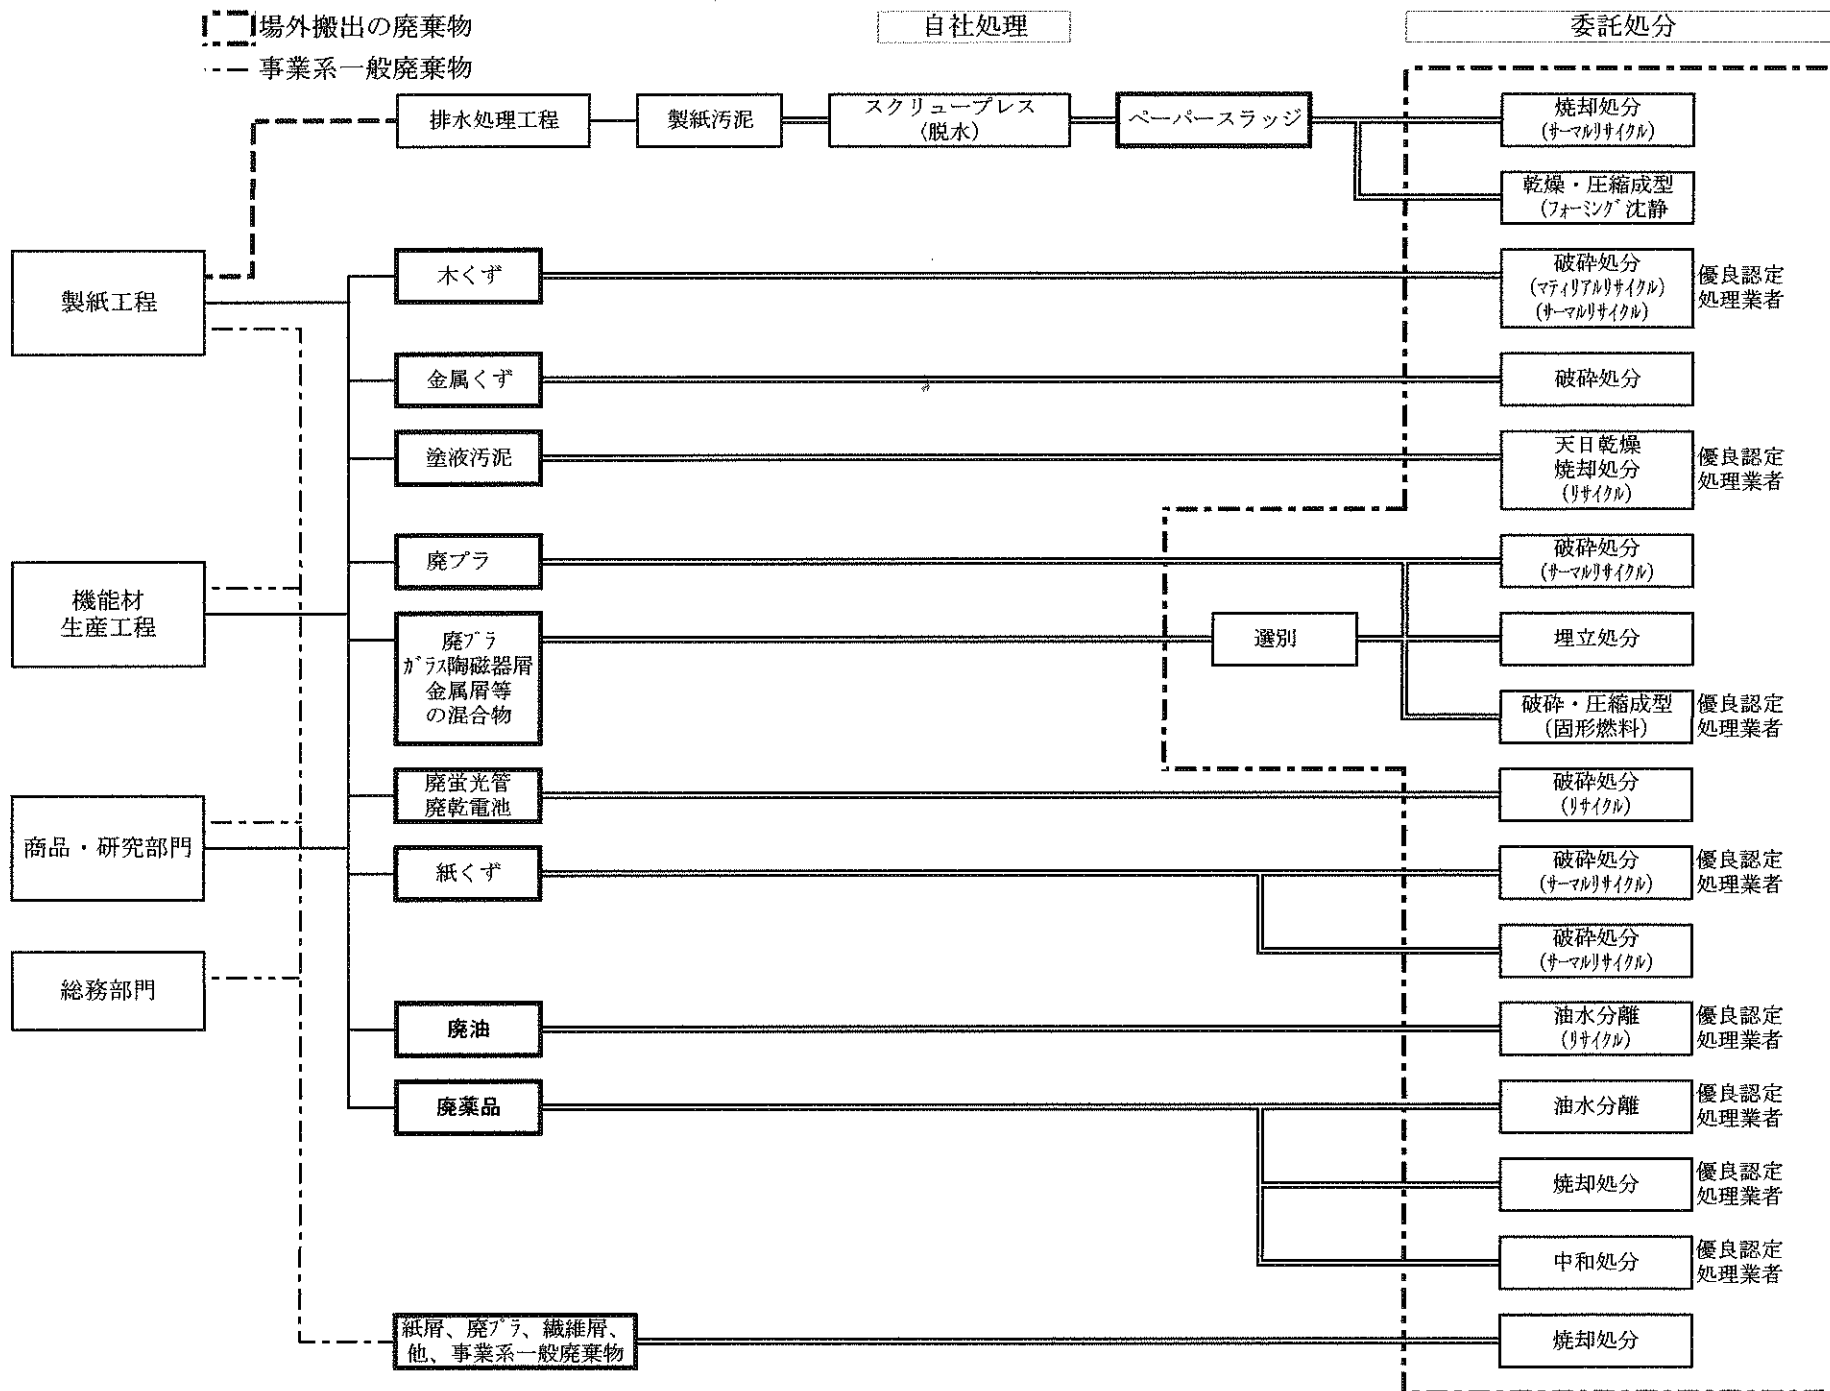 場外搬出の廃棄物
事業系一般廃棄物
自社処理
委託処分
排水処理工程
製紙汚泥
スクリュープレス
（脱水）
ペーパースラッジ
焼却処分
（ｻｰﾏﾙﾘｻｲｸﾙ）
乾燥・圧縮成型
（ﾌｫｰﾐﾝｸﾞ沈静
製紙工程
木くず
破砕処分
（ﾏﾃｨﾘｱﾙﾘｻｲｸﾙ）
（ｻｰﾏﾙﾘｻｲｸﾙ）
優良認定
処理業者
金属くず
破砕処分
塗液汚泥
天日乾燥
焼却処分
（ﾘｻｲｸﾙ）
優良認定
処理業者
機能材
生産工程
廃プラ
破砕処分
（ｻｰﾏﾙﾘｻｲｸﾙ）
廃ﾌﾟﾗ
ｶﾞﾗｽ陶磁器屑
金属屑等
の混合物
選別
埋立処分
破砕・圧縮成型
（固形燃料）
優良認定
処理業者
廃蛍光管
廃乾電池
破砕処分
（ﾘｻｲｸﾙ）
商品・研究部門
紙くず
破砕処分
（ｻｰﾏﾙﾘｻｲｸﾙ）
優良認定
処理業者
破砕処分
（ｻｰﾏﾙﾘｻｲｸﾙ）
総務部門
廃油
油水分離
（ﾘｻｲｸﾙ）
優良認定
処理業者
廃薬品
油水分離
優良認定
処理業者
焼却処分
優良認定
処理業者
中和処分
優良認定
処理業者
紙屑、廃ﾌﾟﾗ、繊維屑、
他、事業系一般廃棄物
焼却処分